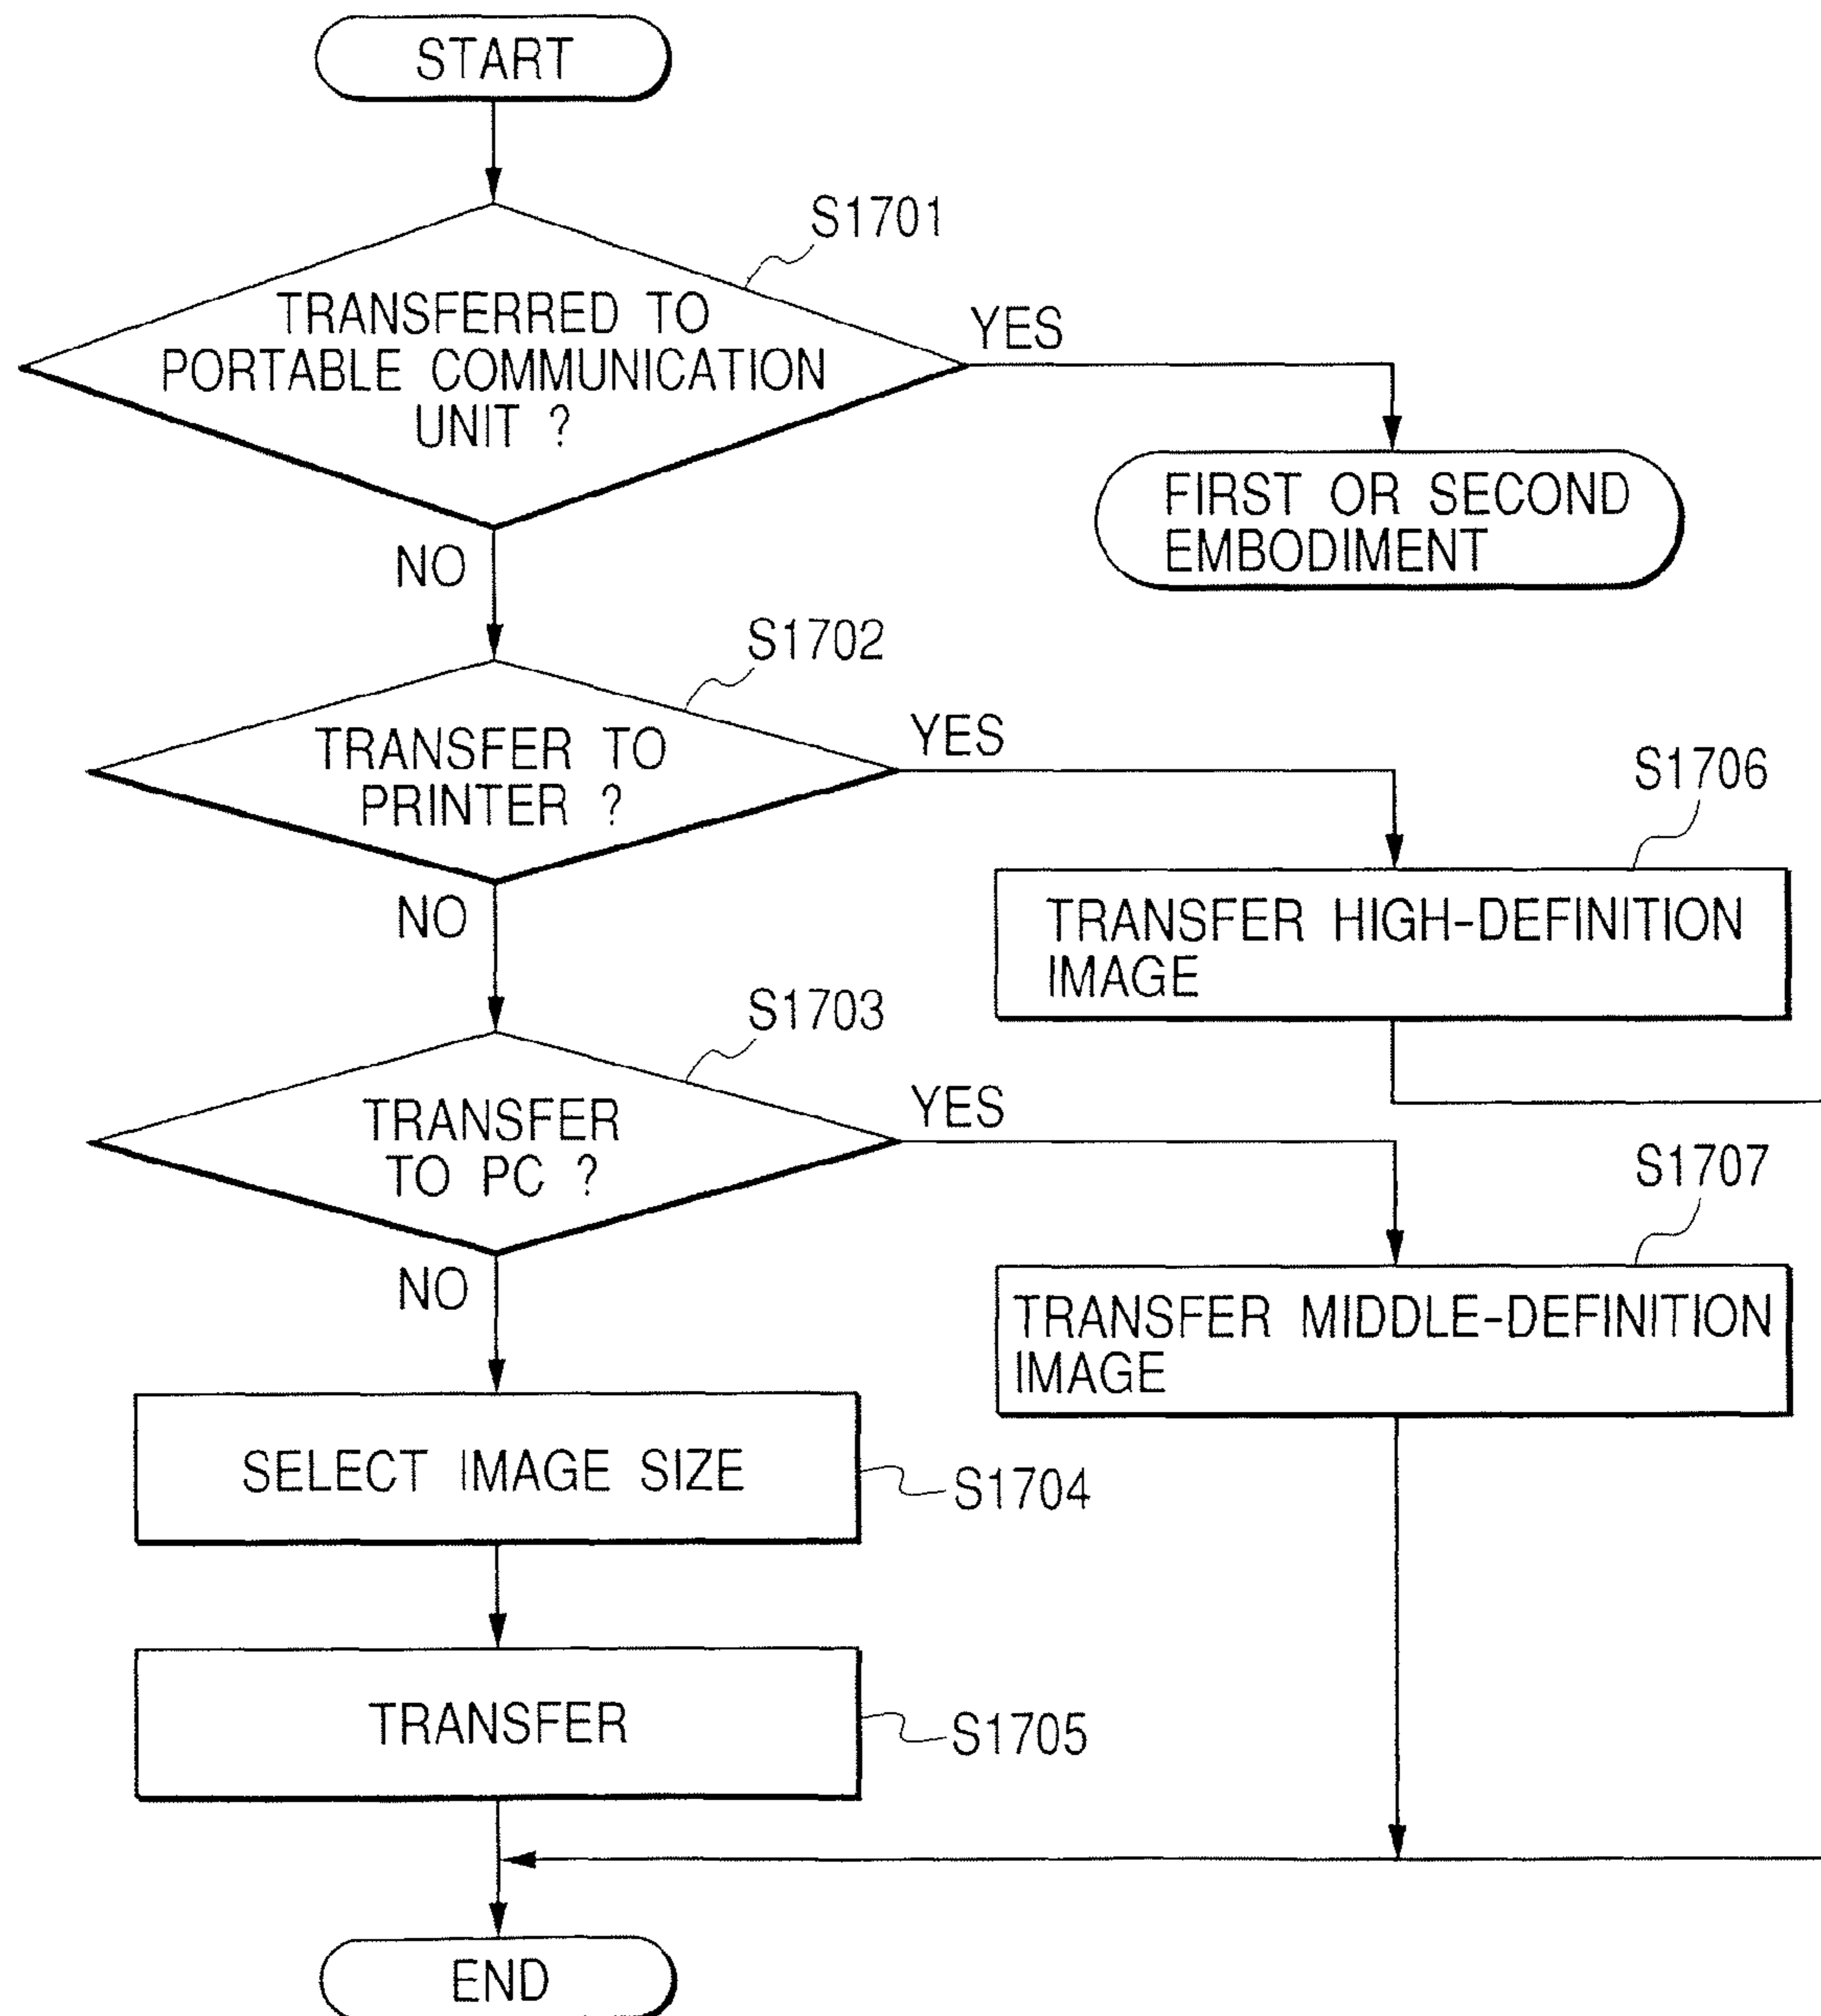 START
S1701
TRANSFERRED TO
PORTABLE COMMUNICATION
UNIT ?
YES
FIRST OR SECOND
EMBODIMENT
NO
S1702
TRANSFER TO
PRINTER ?
YES
S1706
TRANSFER HIGH-DEFINITION
IMAGE
NO
S1703
TRANSFER
TO PC ?
YES
S1707
TRANSFER MIDDLE-DEFINITION
IMAGE
NO
SELECT IMAGE SIZE
S1704
TRANSFER
S1705
END